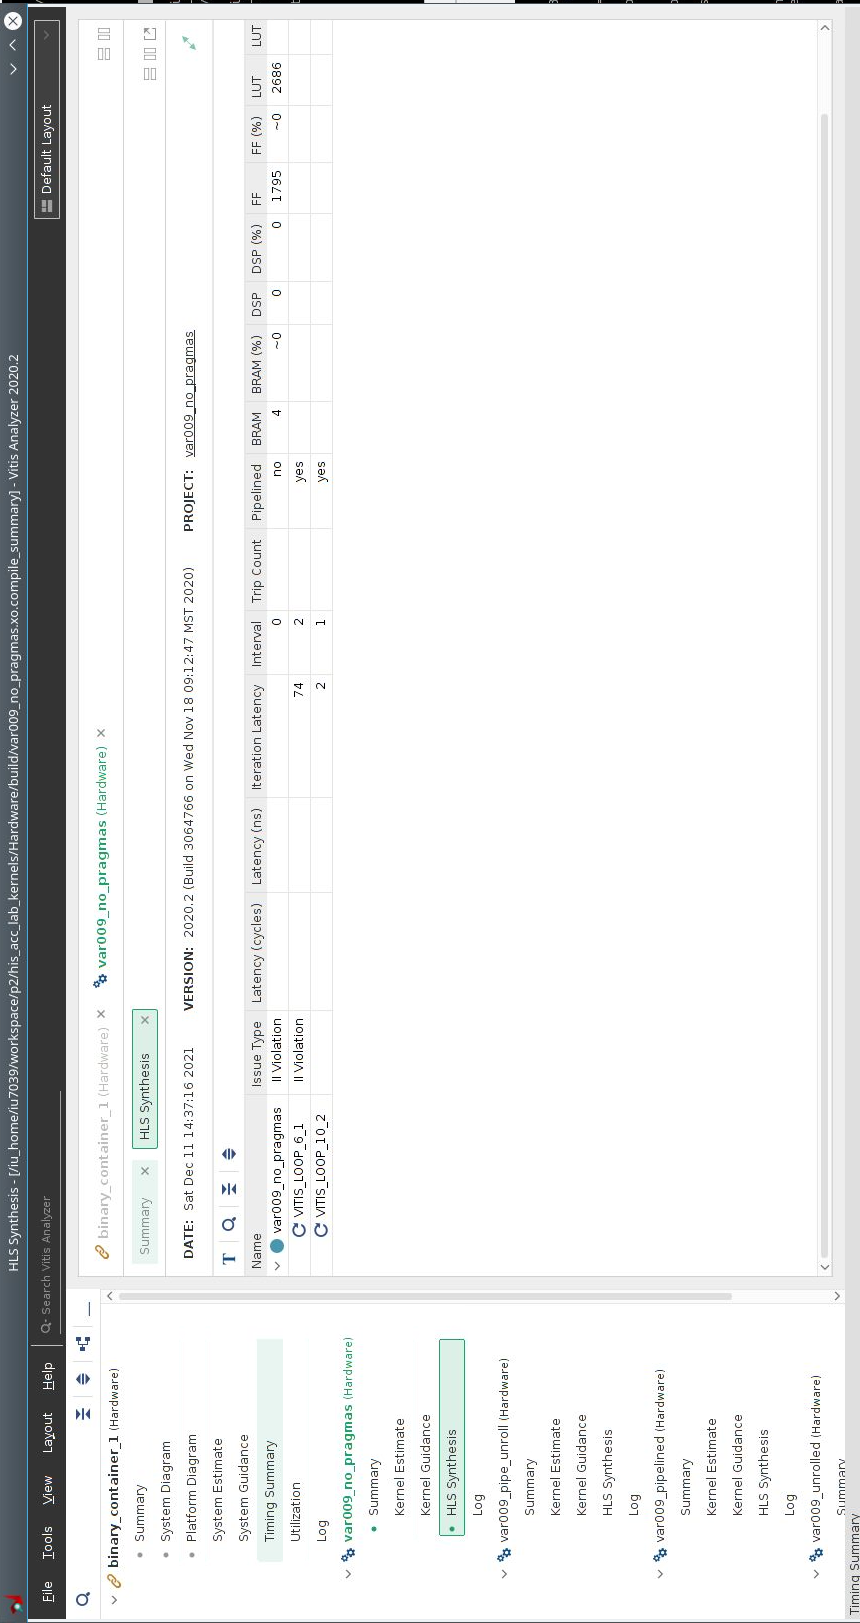 HLS Synthesis - [/iu_home/iu7039/workspace/p2/his_acc_lab_kernels/Hardware/build/var009_no_pragmas/var009_no_pragmas.xo.compile_summary] - Vitis Analyzer 2020.2
File Tools View Layout Help Search Vitis Analyzer Default Layout
binary_container_1 (Hardware)
Summary
System Diagram
Platform Diagram
System Estimate
System Guidance
Timing Summary
Utilization
Log
var009_no_pragmas (Hardware)
Summary
Kernel Estimate
Kernel Guidance
HLS Synthesis
Log
var009_pipe_unroll (Hardware)
Summary
Kernel Estimate
Kernel Guidance
HLS Synthesis
Log
var009_pipelined (Hardware)
Summary
Kernel Estimate
Kernel Guidance
HLS Synthesis
Log
var009_unrolled (Hardware)
Summary
binary_container_1 (Hardware) × var009_no_pragmas (Hardware) ×
Summary × HLS Synthesis ×
DATE: Sat Dec 11 14:37:16 2021 VERSION: 2020.2 (Build 3064766 on Wed Nov 18 09:12:47 MST 2020) PROJECT: var009_no_pragmas
Name Issue Type Latency (cycles) Latency (ns) Iteration Latency Interval Trip Count Pipelined BRAM BRAM (%) DSP DSP (%) FF FF (%) LUT LUT
var009_no_pragmas II Violation 0 no 4 ~0 0 0 1795 ~0 2686
VITIS_LOOP_6_1 II Violation 74 2 yes
VITIS_LOOP_10_2 2 1 yes
Timing Summary